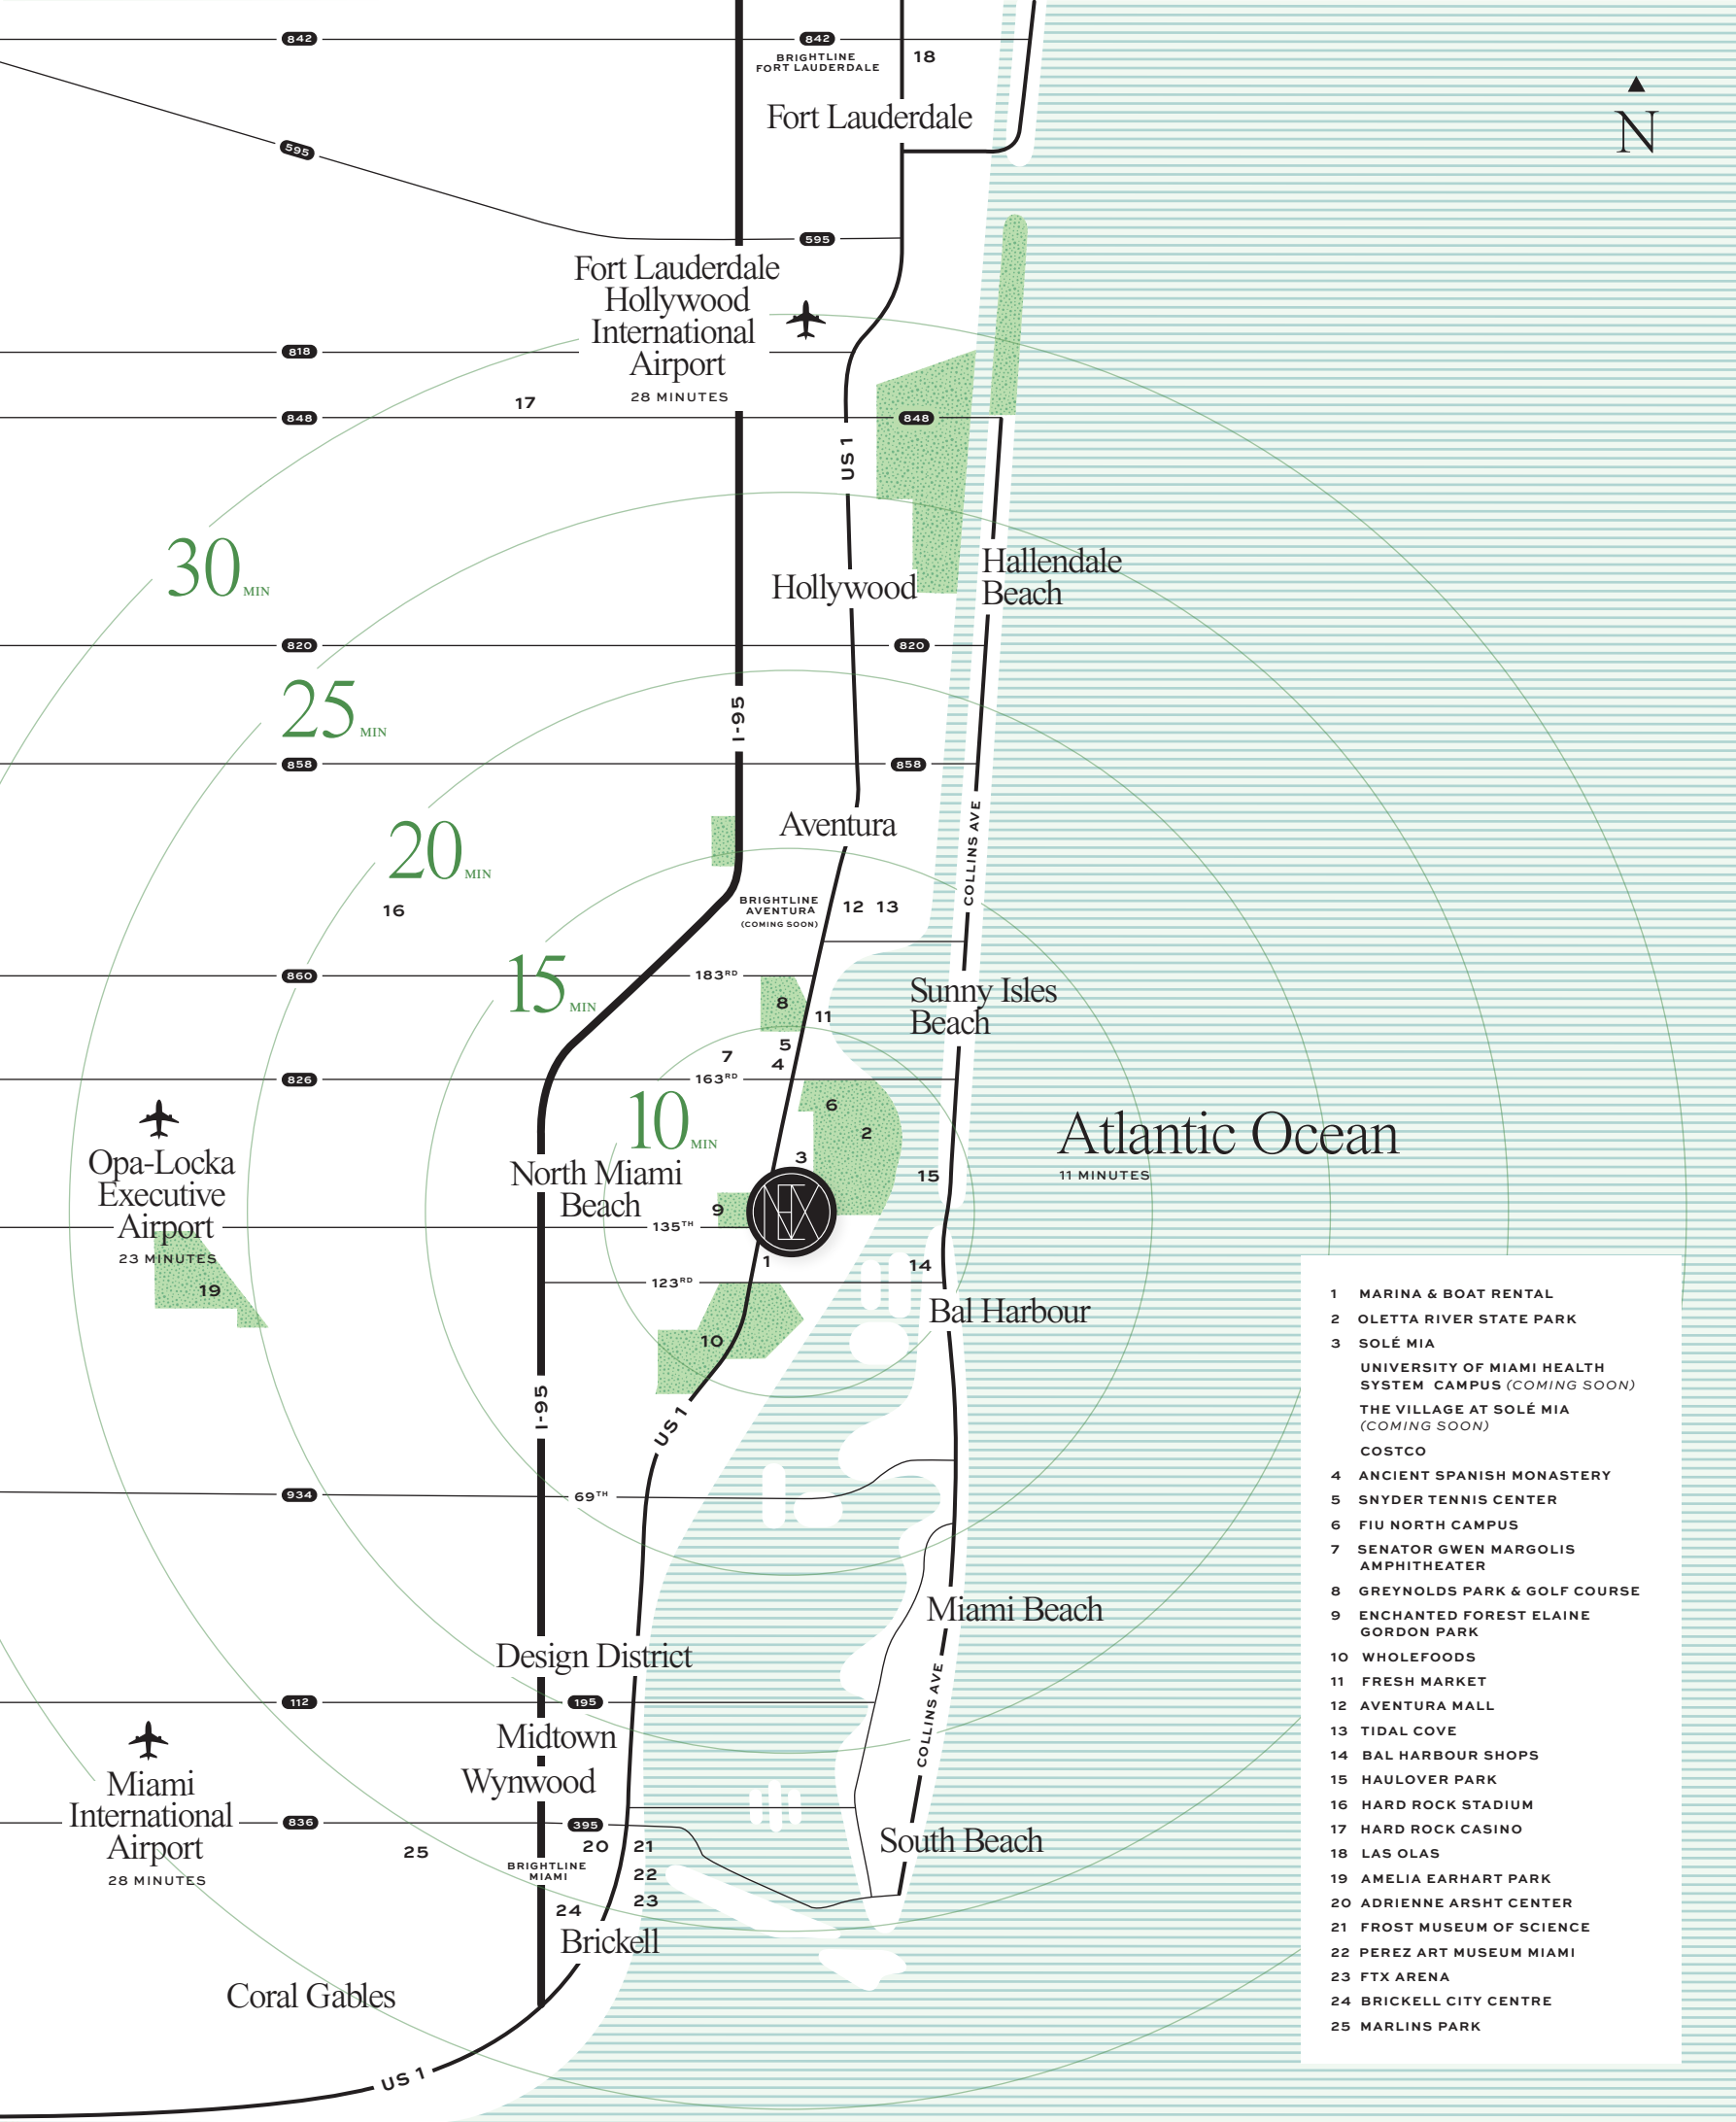 842
842
BRIGHTLINE
FORT LAUDERDALE
18
N
Fort Lauderdale
595
595
Fort Lauderdale
Hollywood
International
Airport
28 MINUTES
818
17
848
848
US 1
30 MIN
Hallendale
Beach
Hollywood
820
820
25 MIN
I-95
858
858
Aventura
20 MIN
COLLINS AVE
16
BRIGHTLINE
AVENTURA
(COMING SOON)
12 13
860
15 MIN
183RD
8
11
Sunny Isles
Beach
5
7
4
826
163RD
10 MIN
6
2
Atlantic Ocean
11 MINUTES
Opa-Locka
Executive
Airport
23 MINUTES
North Miami
Beach
3
15
9
NEX
135TH
1
14
19
123RD
Bal Harbour
10
I-95
US 1
934
69TH
Miami Beach
Design District
112
195
COLLINS AVE
Midtown
Wynwood
Miami
International
Airport
28 MINUTES
836
395
South Beach
25
20
21
BRIGHTLINE
MIAMI
22
23
24
Brickell
Coral Gables
US 1
1 MARINA & BOAT RENTAL
2 OLETTA RIVER STATE PARK
3 SOLÉ MIA
UNIVERSITY OF MIAMI HEALTH
SYSTEM CAMPUS (COMING SOON)
THE VILLAGE AT SOLÉ MIA
(COMING SOON)
COSTCO
4 ANCIENT SPANISH MONASTERY
5 SNYDER TENNIS CENTER
6 FIU NORTH CAMPUS
7 SENATOR GWEN MARGOLIS
AMPHITHEATER
8 GREYNOLDS PARK & GOLF COURSE
9 ENCHANTED FOREST ELAINE
GORDON PARK
10 WHOLEFOODS
11 FRESH MARKET
12 AVENTURA MALL
13 TIDAL COVE
14 BAL HARBOUR SHOPS
15 HAULOVER PARK
16 HARD ROCK STADIUM
17 HARD ROCK CASINO
18 LAS OLAS
19 AMELIA EARHART PARK
20 ADRIENNE ARSHT CENTER
21 FROST MUSEUM OF SCIENCE
22 PEREZ ART MUSEUM MIAMI
23 FTX ARENA
24 BRICKELL CITY CENTRE
25 MARLINS PARK